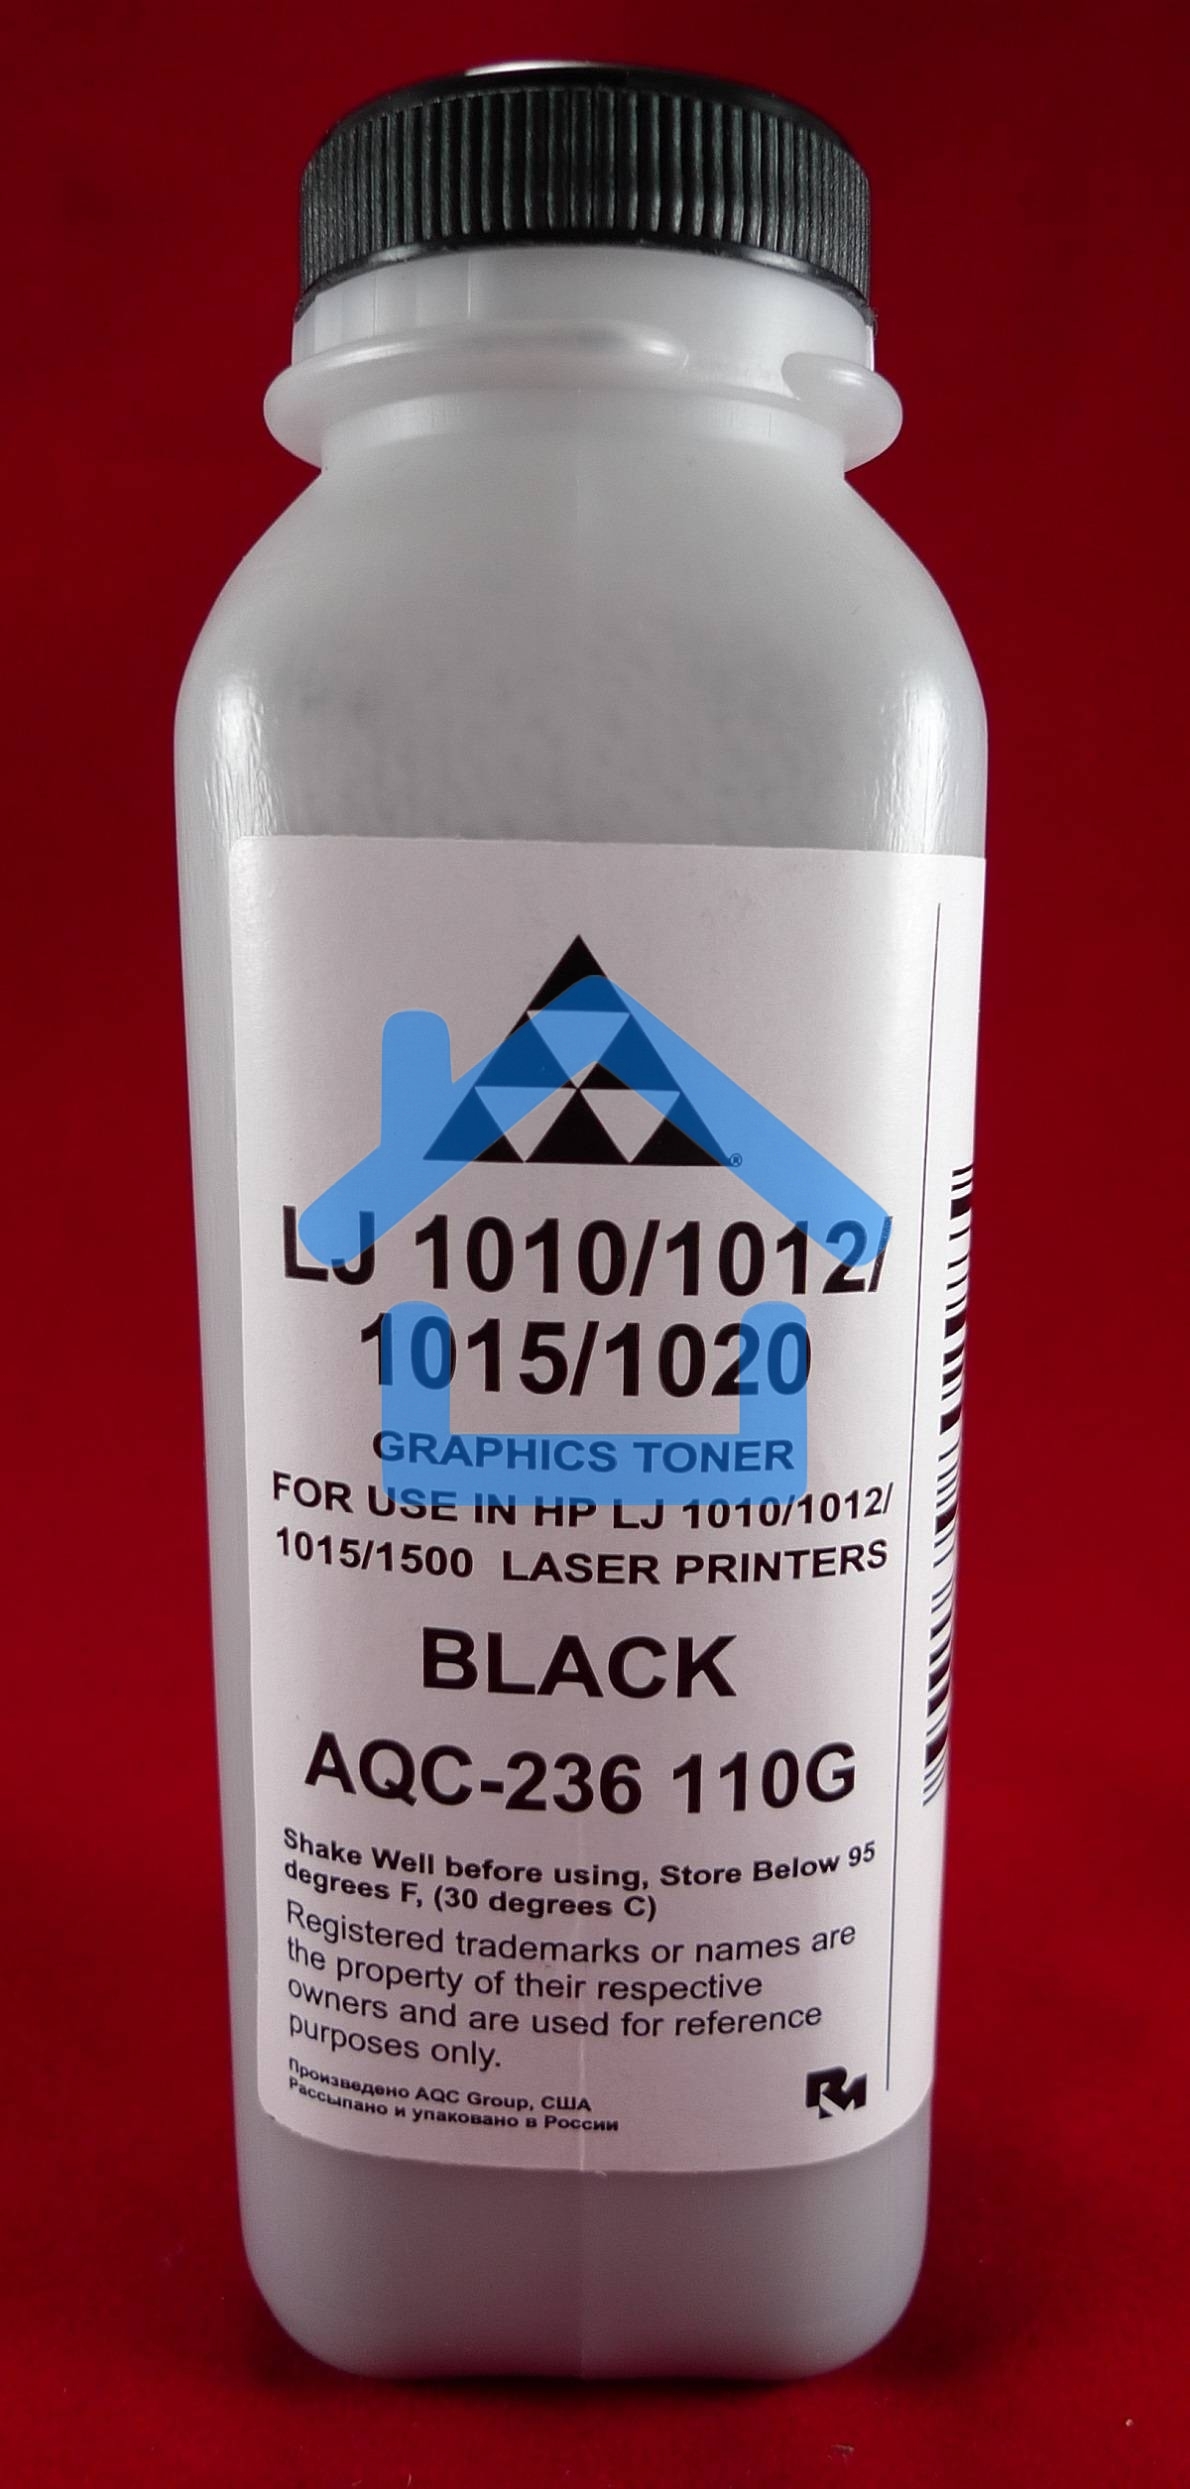 ®
LJ 1010/1012/
1015/1020
GRAPHICS TONER
FOR USE IN HP LJ 1010/1012/
1015/1500 LASER PRINTERS
BLACK
AQC-236 110G
Shake Well before using, Store Below 95
degrees F, (30 degrees C)
Registered trademarks or names are
the property of their respective
owners and are used for reference
purposes only.
Произведено AQC Group, США
Рассыпано и упаковано в России
RM